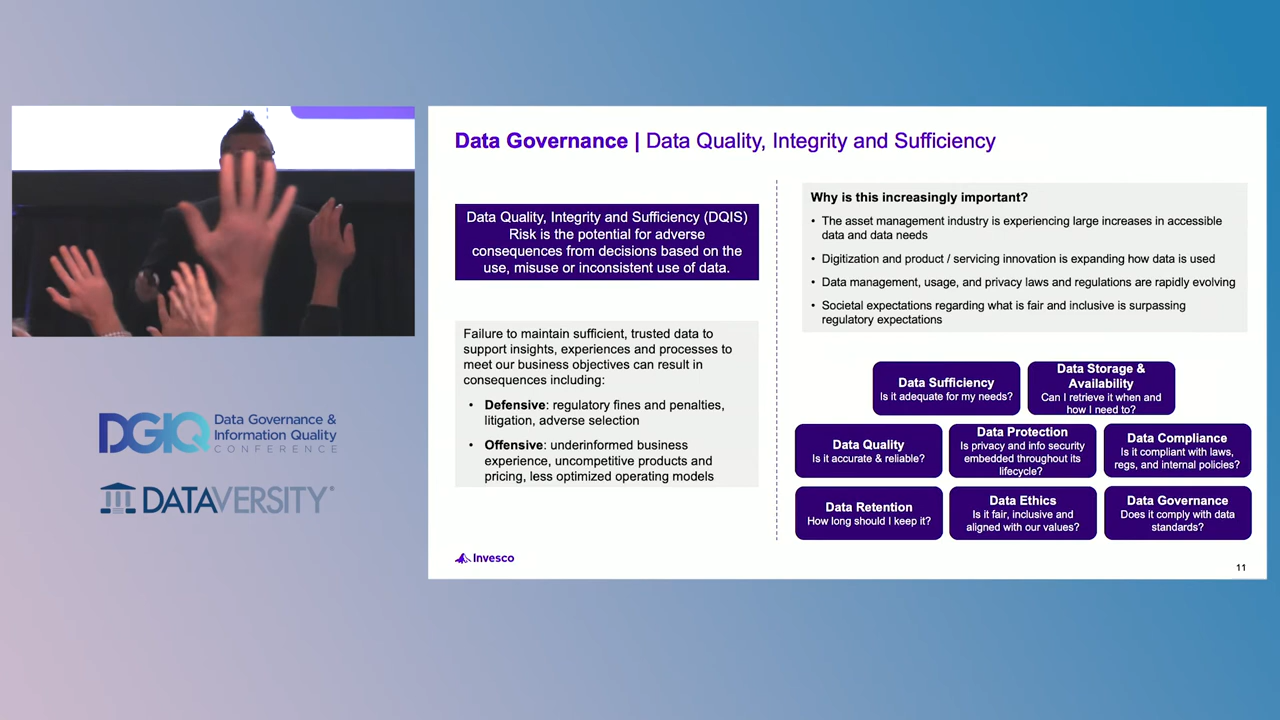 Data Governance | Data Quality, Integrity and Sufficiency
Data Quality, Integrity and Sufficiency (DQIS)
Risk is the potential for adverse
consequences from decisions based on the
use, misuse or inconsistent use of data.
Failure to maintain sufficient, trusted data to
support insights, experiences and processes to
meet our business objectives can result in
consequences including:
• Defensive: regulatory fines and penalties,
litigation, adverse selection
• Offensive: underinformed business
experience, uncompetitive products and
pricing, less optimized operating models
Why is this increasingly important?
• The asset management industry is experiencing large increases in accessible
data and data needs
• Digitization and product / servicing innovation is expanding how data is used
• Data management, usage, and privacy laws and regulations are rapidly evolving
• Societal expectations regarding what is fair and inclusive is surpassing
regulatory expectations
Data Sufficiency
Is it adequate for my needs?
Data Storage &
Availability
Can I retrieve it when and
how I need to?
Data Quality
Is it accurate & reliable?
Data Protection
Is privacy and info security
embedded throughout its
lifecycle?
Data Compliance
Is it compliant with laws,
regs, and internal policies?
Data Retention
How long should I keep it?
Data Ethics
Is it fair, inclusive and
aligned with our values?
Data Governance
Does it comply with data
standards?
Invesco
11
DGIQ
Data Governance &
Information Quality
CONFERENCE
DATAVERSITY